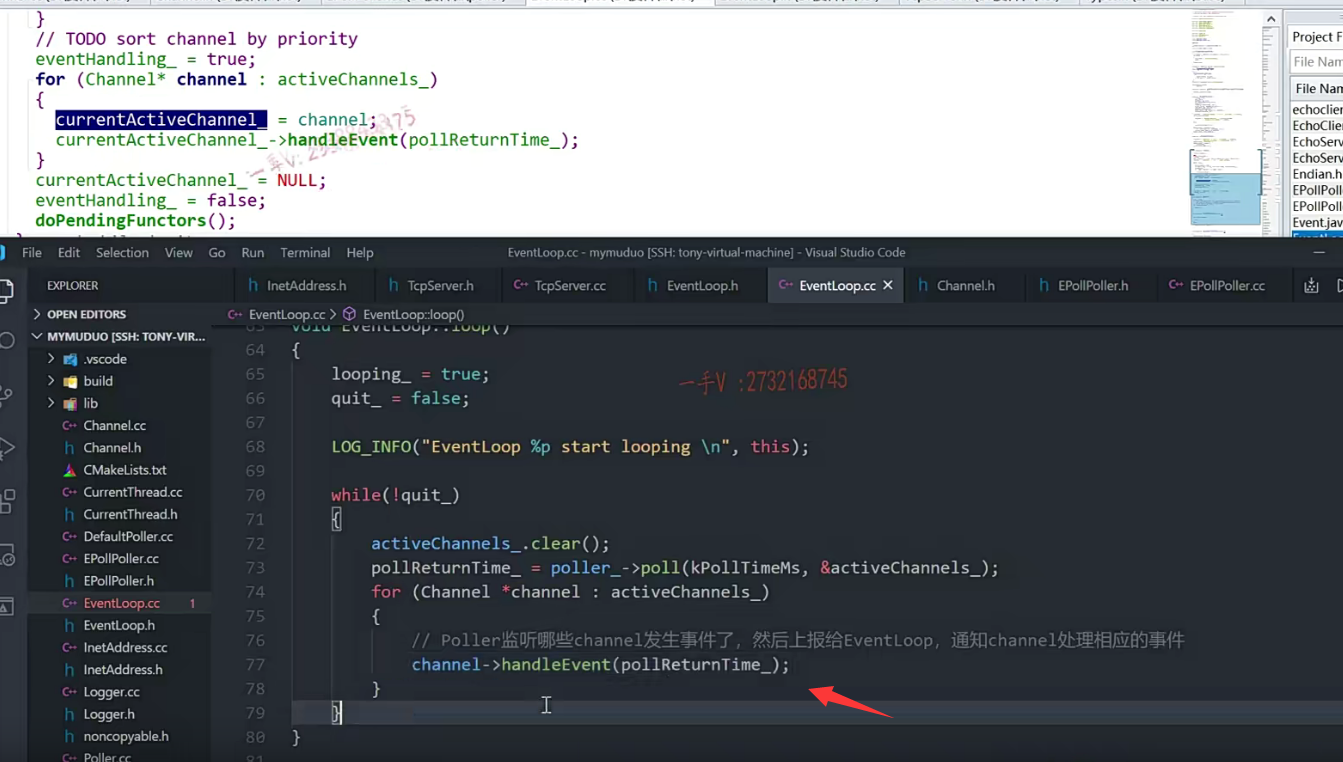 }
// TODO sort channel by priority
eventHandling_ = true;
for (Channel* channel : activeChannels_)
{
currentActiveChannel_ = channel;
currentActiveChannel_->handleEvent(pollReturnTime_);
}
currentActiveChannel_ = NULL;
eventHandling_ = false;
doPendingFunctors();
Project F
File Nam
File Nam
echoclien
EchoClie
EchoServ
EchoServ
Endian.h
EPollPolle
EPollPolle
Event.jav
File Edit Selection View Go Run Terminal Help
EventLoop.cc - mymuduo [SSH: tony-virtual-machine] - Visual Studio Code
EXPLORER
InetAddress.h TcpServer.h TcpServer.cc EventLoop.h EventLoop.cc Channel.h EPollPoller.h EPollPoller.cc
OPEN EDITORS
EventLoop.cc > EventLoop::loop()
MYMUDUO [SSH: TONY-VIR...
.vscode
build
lib
Channel.cc
Channel.h
CMakeLists.txt
CurrentThread.cc
CurrentThread.h
DefaultPoller.cc
EPollPoller.cc
EPollPoller.h
EventLoop.cc 1
EventLoop.h
InetAddress.cc
InetAddress.h
Logger.cc
Logger.h
noncopyable.h
Poller.cc
63 void EventLoop::loop()
64 {
65 looping_ = true;
66 quit_ = false;
67
68 LOG_INFO("EventLoop %p start looping \n", this);
69
70 while(!quit_)
71 {
72 activeChannels_.clear();
73 pollReturnTime_ = poller_->poll(kPollTimeMs, &activeChannels_);
74 for (Channel *channel : activeChannels_)
75 {
76 // Poller监听哪些channel发生事件了，然后上报给EventLoop，通知channel处理相应的事件
77 channel->handleEvent(pollReturnTime_);
78 }
79 }
80 }
81
一手V :2732168745